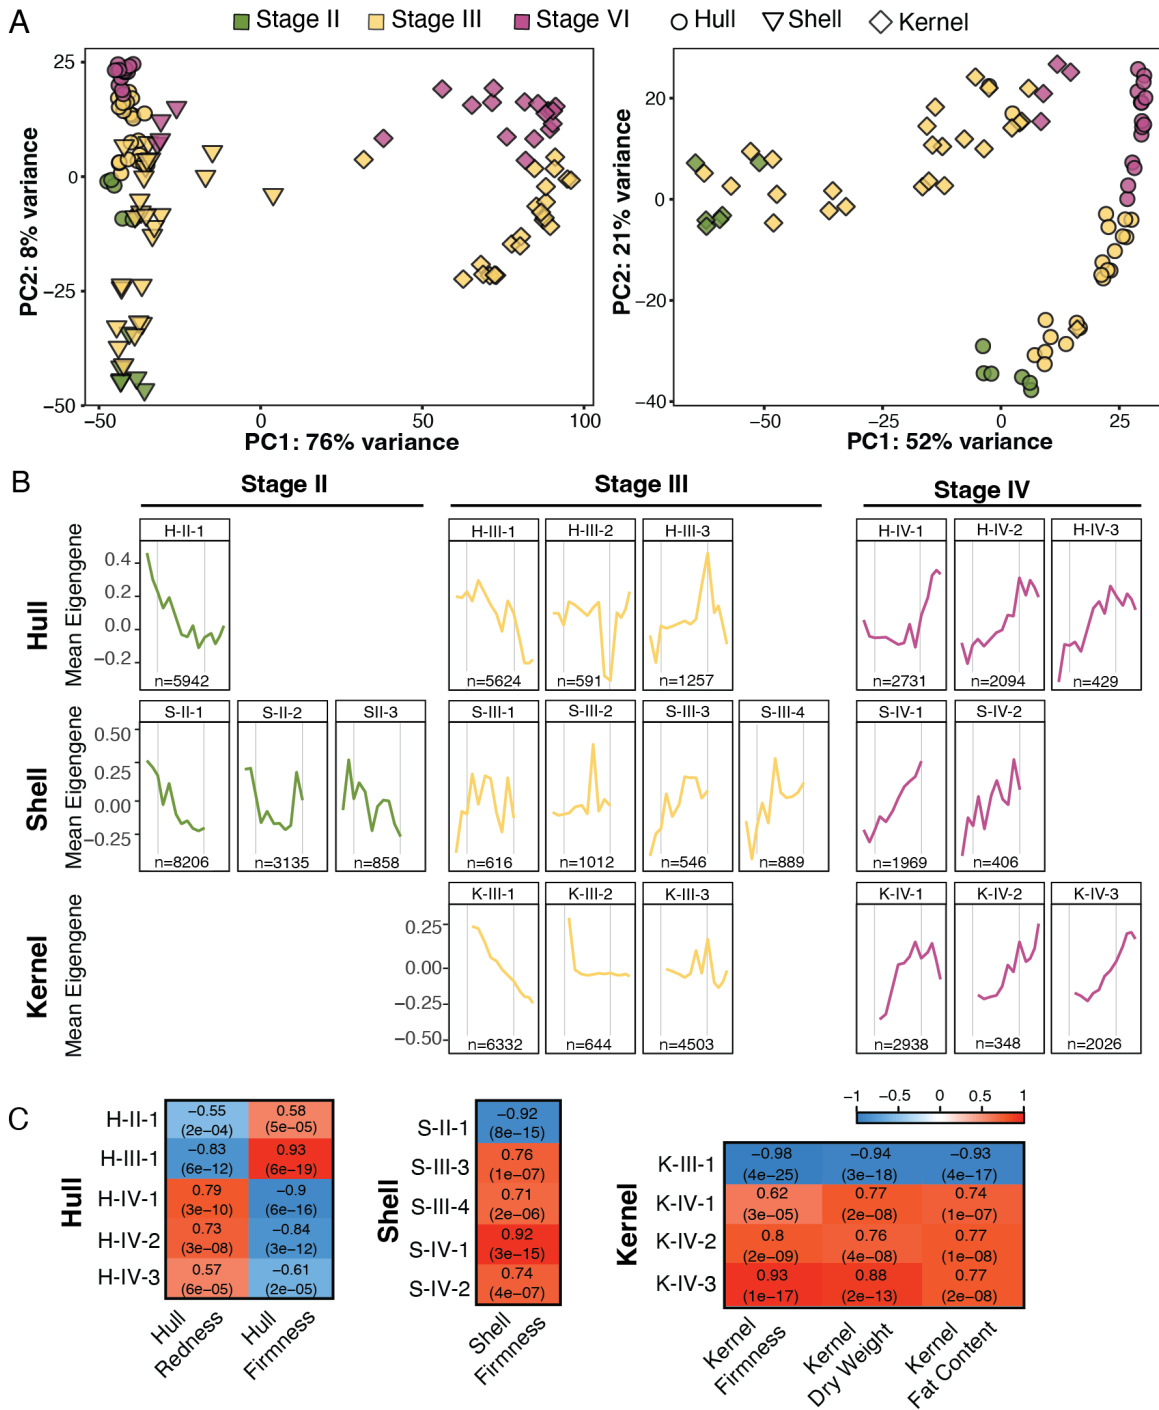 A
Stage II Stage III Stage VI Hull Shell Kernel
25
0
−25
−50
PC2: 8% variance
−50 0 50 100
PC1: 76% variance
20
0
−20
−40
PC2: 21% variance
−50 −25 0 25
PC1: 52% variance
B
Stage II Stage III Stage IV
Hull
Mean Eigengene
0.4
0.2
0.0
−0.2
H-II-1 H-III-1 H-III-2 H-III-3 H-IV-1 H-IV-2 H-IV-3
n=5942 n=5624 n=591 n=1257 n=2731 n=2094 n=429
Shell
Mean Eigengene
0.50
0.25
0.00
−0.25
S-II-1 S-II-2 SII-3 S-III-1 S-III-2 S-III-3 S-III-4 S-IV-1 S-IV-2
n=8206 n=3135 n=858 n=616 n=1012 n=546 n=889 n=1969 n=406
Kernel
Mean Eigengene
0.25
0.00
−0.25
−0.50
K-III-1 K-III-2 K-III-3 K-IV-1 K-IV-2 K-IV-3
n=6332 n=644 n=4503 n=2938 n=348 n=2026
C
Hull
H-II-1 −0.55 0.58
(2e−04) (5e−05)
H-III-1 −0.83 0.93
(6e−12) (6e−19)
H-IV-1 0.79 −0.9
(3e−10) (6e−16)
H-IV-2 0.73 −0.84
(3e−08) (3e−12)
H-IV-3 0.57 −0.61
(6e−05) (2e−05)
Hull
Redness
Hull
Firmness
Shell
S-II-1 −0.92
(8e−15)
S-III-3 0.76
(1e−07)
S-III-4 0.71
(2e−06)
S-IV-1 0.92
(3e−15)
S-IV-2 0.74
(4e−07)
Shell
Firmness
−1 −0.5 0 0.5 1
Kernel
K-III-1 −0.98 −0.94 −0.93
(4e−25) (3e−18) (4e−17)
K-IV-1 0.62 0.77 0.74
(3e−05) (2e−08) (1e−07)
K-IV-2 0.8 0.76 0.77
(2e−09) (4e−08) (1e−08)
K-IV-3 0.93 0.88 0.77
(1e−17) (2e−13) (2e−08)
Kernel
Firmness
Kernel
Dry Weight
Kernel
Fat Content